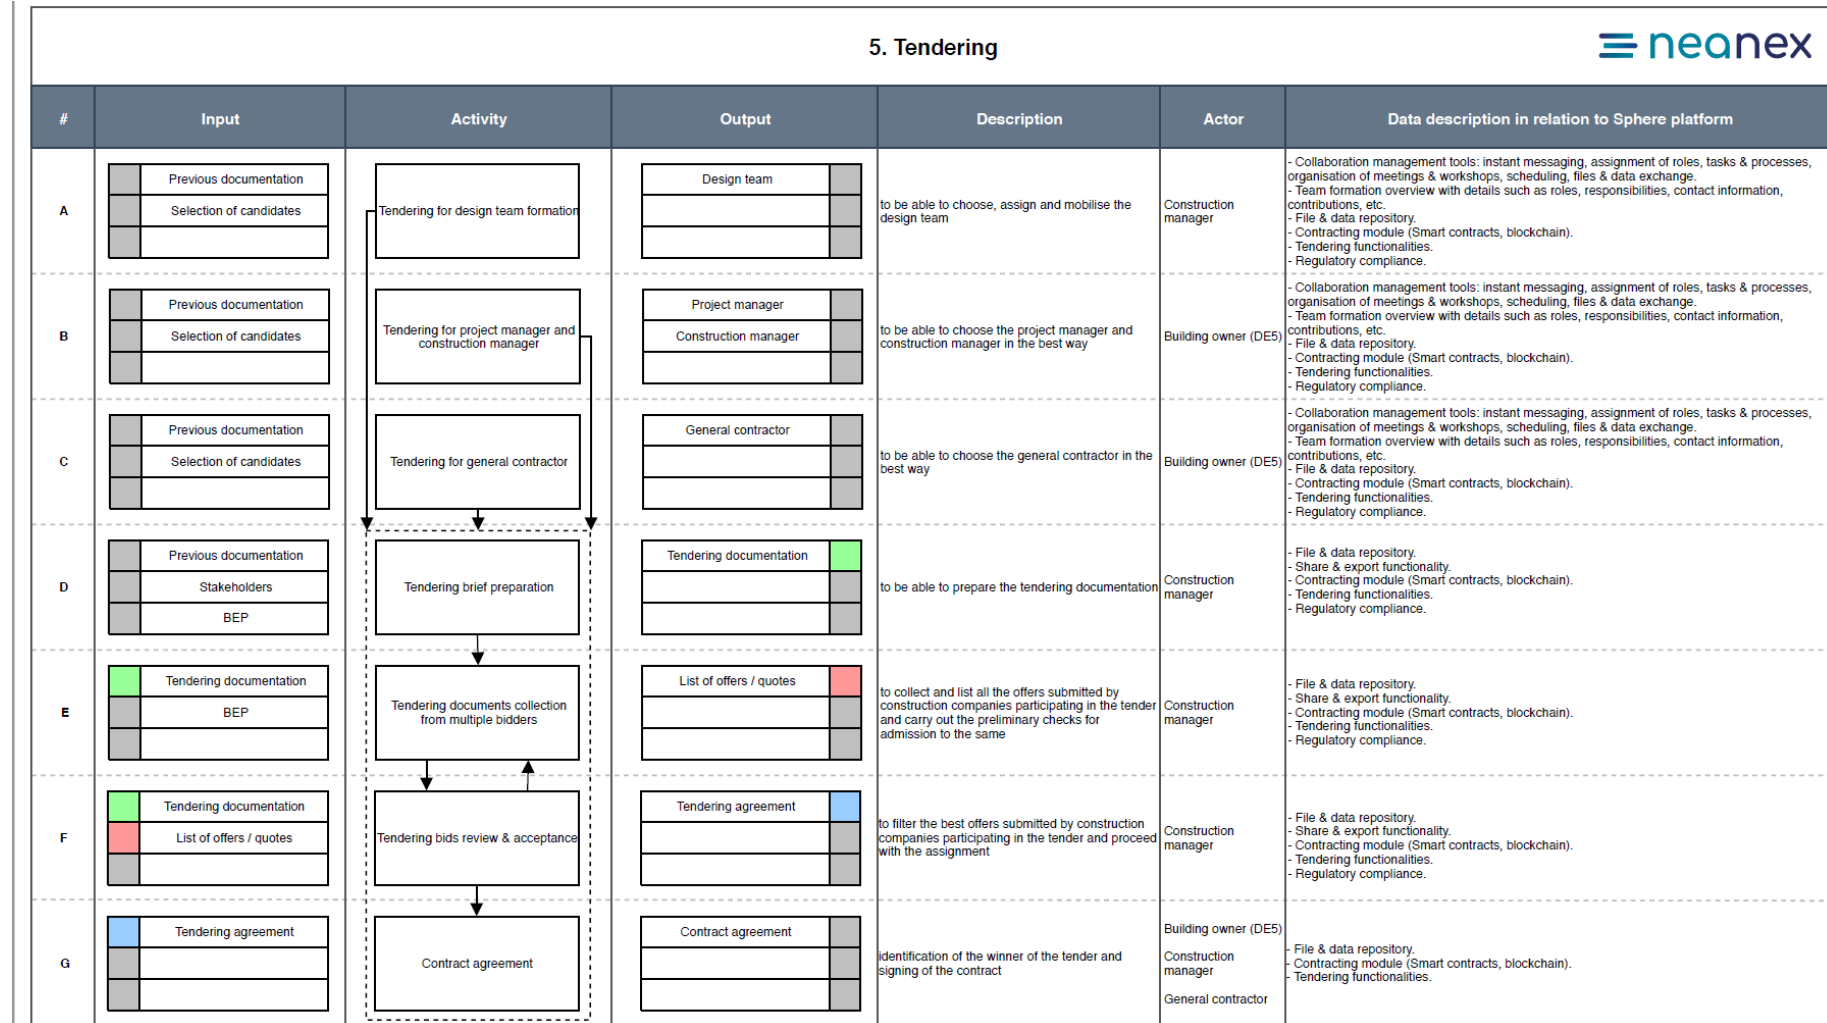 5. Tendering
neanex
# Input Activity Output Description Actor Data description in relation to Sphere platform
A
Previous documentation
Selection of candidates
Tendering for design team formation
Design team
to be able to choose, assign and mobilise the
design team
Construction
manager
- Collaboration management tools: instant messaging, assignment of roles, tasks & processes,
organisation of meetings & workshops, scheduling, files & data exchange.
- Team formation overview with details such as roles, responsibilities, contact information,
contributions, etc.
- File & data repository.
- Contracting module (Smart contracts, blockchain).
- Tendering functionalities.
- Regulatory compliance.
B
Previous documentation
Selection of candidates
Tendering for project manager and
construction manager
Project manager
Construction manager
to be able to choose the project manager and
construction manager in the best way
Building owner (DE5)
- Collaboration management tools: instant messaging, assignment of roles, tasks & processes,
organisation of meetings & workshops, scheduling, files & data exchange.
- Team formation overview with details such as roles, responsibilities, contact information,
contributions, etc.
- File & data repository.
- Contracting module (Smart contracts, blockchain).
- Tendering functionalities.
- Regulatory compliance.
C
Previous documentation
Selection of candidates
Tendering for general contractor
General contractor
to be able to choose the general contractor in the
best way
Building owner (DE5)
- Collaboration management tools: instant messaging, assignment of roles, tasks & processes,
organisation of meetings & workshops, scheduling, files & data exchange.
- Team formation overview with details such as roles, responsibilities, contact information,
contributions, etc.
- File & data repository.
- Contracting module (Smart contracts, blockchain).
- Tendering functionalities.
- Regulatory compliance.
D
Previous documentation
Stakeholders
BEP
Tendering brief preparation
Tendering documentation
to be able to prepare the tendering documentation
Construction
manager
- File & data repository.
- Share & export functionality.
- Contracting module (Smart contracts, blockchain).
- Tendering functionalities.
- Regulatory compliance.
E
Tendering documentation
BEP
Tendering documents collection
from multiple bidders
List of offers / quotes
to collect and list all the offers submitted by
construction companies participating in the tender
and carry out the preliminary checks for
admission to the same
Construction
manager
- File & data repository.
- Share & export functionality.
- Contracting module (Smart contracts, blockchain).
- Tendering functionalities.
- Regulatory compliance.
F
Tendering documentation
List of offers / quotes
Tendering bids review & acceptance
Tendering agreement
to filter the best offers submitted by construction
companies participating in the tender and proceed
with the assignment
Construction
manager
- File & data repository.
- Share & export functionality.
- Contracting module (Smart contracts, blockchain).
- Tendering functionalities.
- Regulatory compliance.
G
Tendering agreement
Contract agreement
Contract agreement
identification of the winner of the tender and
signing of the contract
Building owner (DE5)
Construction
manager
General contractor
- File & data repository.
- Contracting module (Smart contracts, blockchain).
- Tendering functionalities.